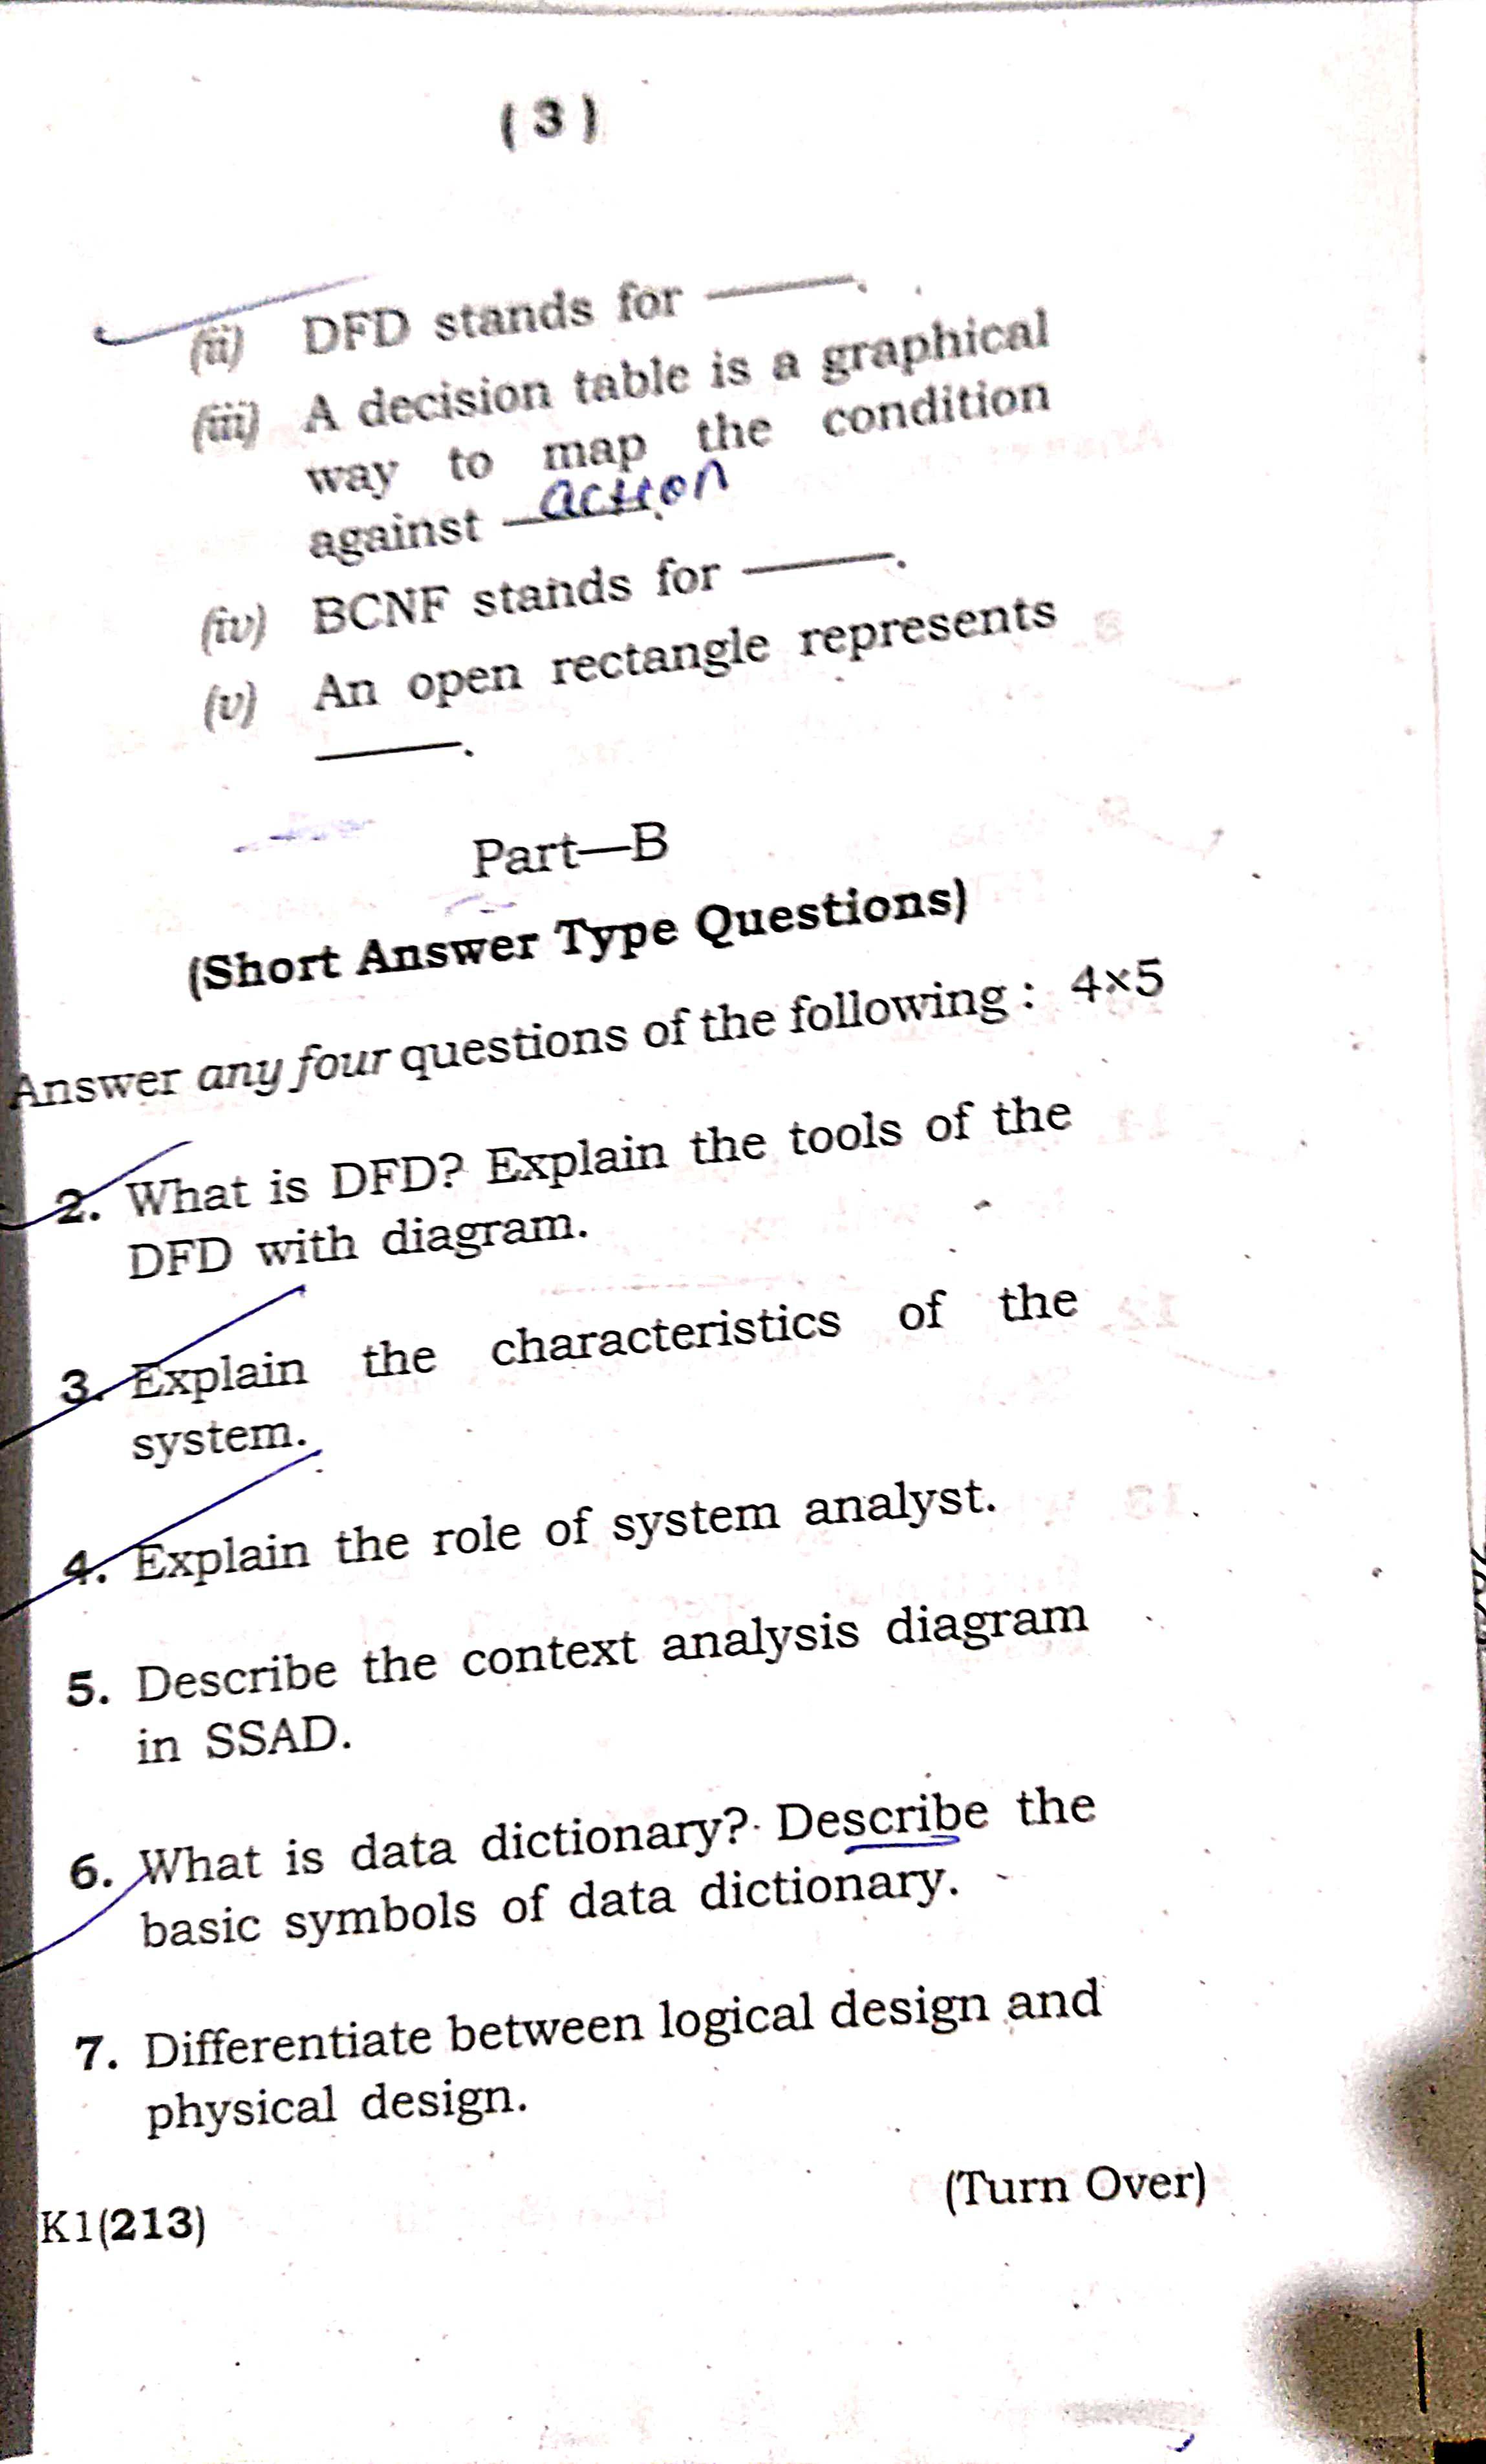 ( 3 )
(ii) DFD stands for ———.
(iii) A decision table is a graphical
way to map the condition
against action.
(iv) BCNF stands for ———.
(v) An open rectangle represents
———.
Part—B
(Short Answer Type Questions)
Answer any four questions of the following : 4×5
2. What is DFD? Explain the tools of the
DFD with diagram.
3. Explain the characteristics of the
system.
4. Explain the role of system analyst.
5. Describe the context analysis diagram
in SSAD.
6. What is data dictionary? Describe the
basic symbols of data dictionary.
7. Differentiate between logical design and
physical design.
K1(213)
(Turn Over)